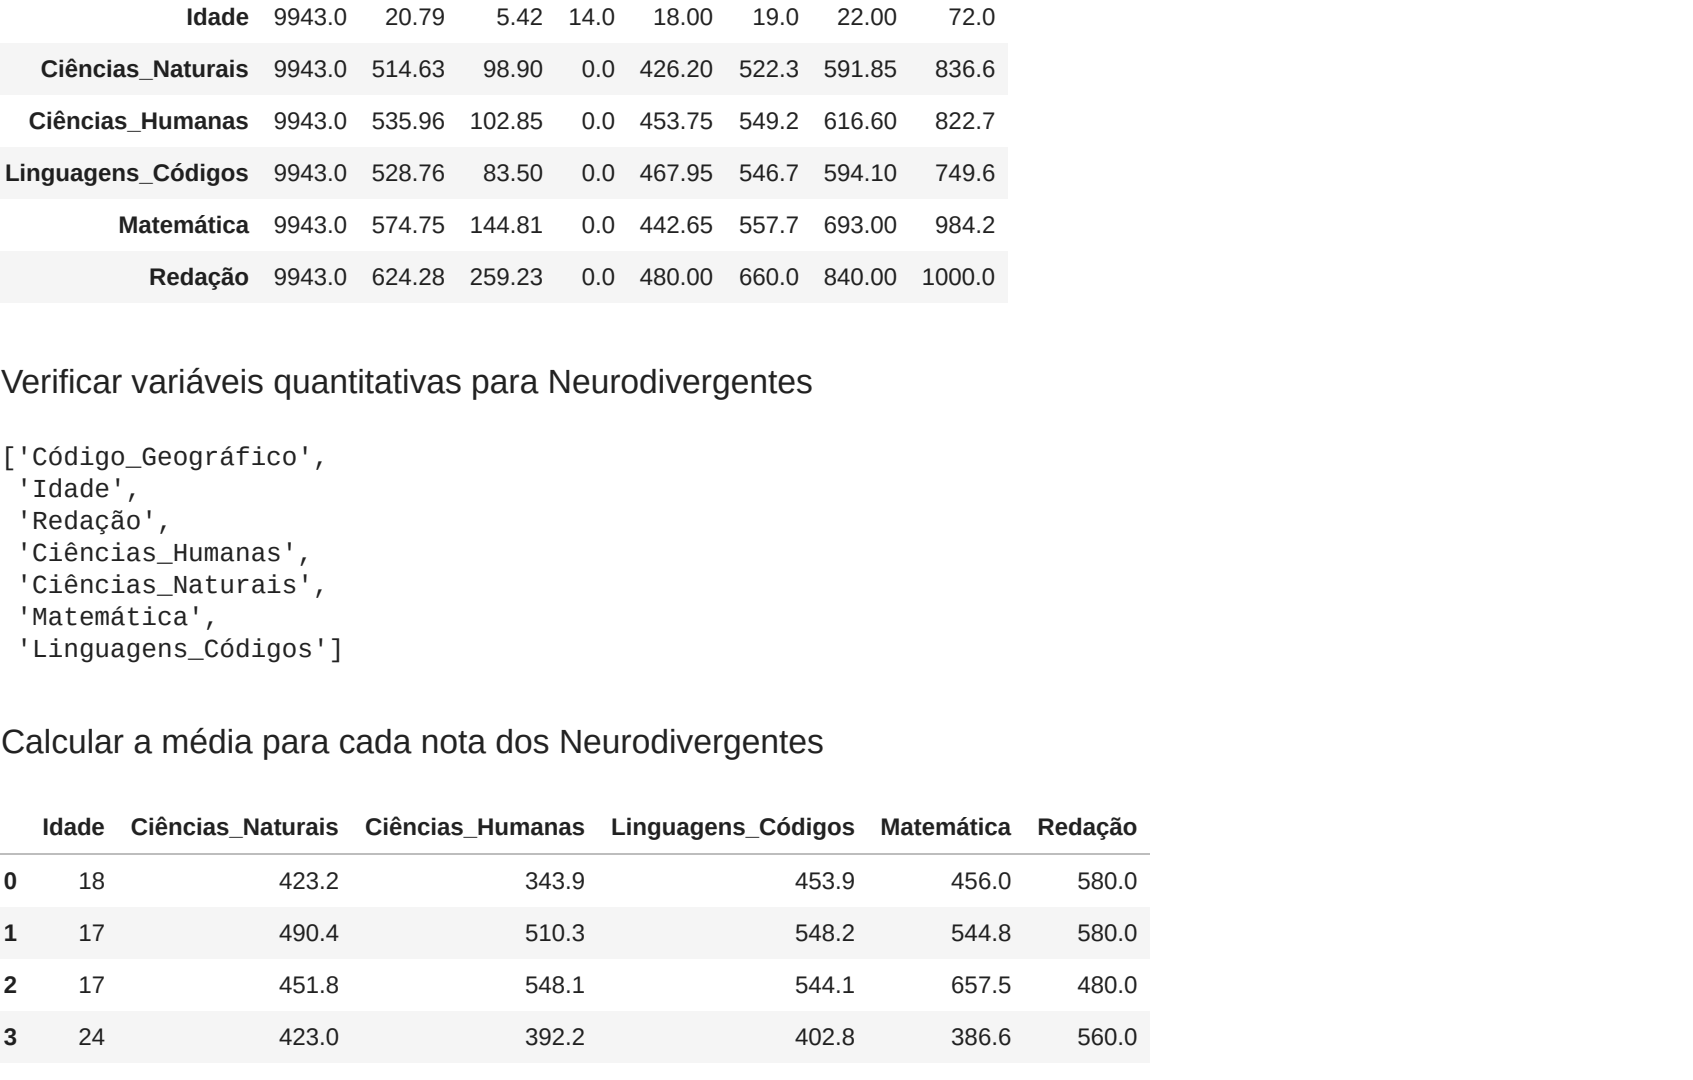 Idade 9943.0 20.79 5.42 14.0 18.00 19.0 22.00 72.0
Ciências_Naturais 9943.0 514.63 98.90 0.0 426.20 522.3 591.85 836.6
Ciências_Humanas 9943.0 535.96 102.85 0.0 453.75 549.2 616.60 822.7
Linguagens_Códigos 9943.0 528.76 83.50 0.0 467.95 546.7 594.10 749.6
Matemática 9943.0 574.75 144.81 0.0 442.65 557.7 693.00 984.2
Redação 9943.0 624.28 259.23 0.0 480.00 660.0 840.00 1000.0
Verificar variáveis quantitativas para Neurodivergentes
['Código_Geográfico',
'Idade',
'Redação',
'Ciências_Humanas',
'Ciências_Naturais',
'Matemática',
'Linguagens_Códigos']
Calcular a média para cada nota dos Neurodivergentes
Idade Ciências_Naturais Ciências_Humanas Linguagens_Códigos Matemática Redação
0 18 423.2 343.9 453.9 456.0 580.0
1 17 490.4 510.3 548.2 544.8 580.0
2 17 451.8 548.1 544.1 657.5 480.0
3 24 423.0 392.2 402.8 386.6 560.0